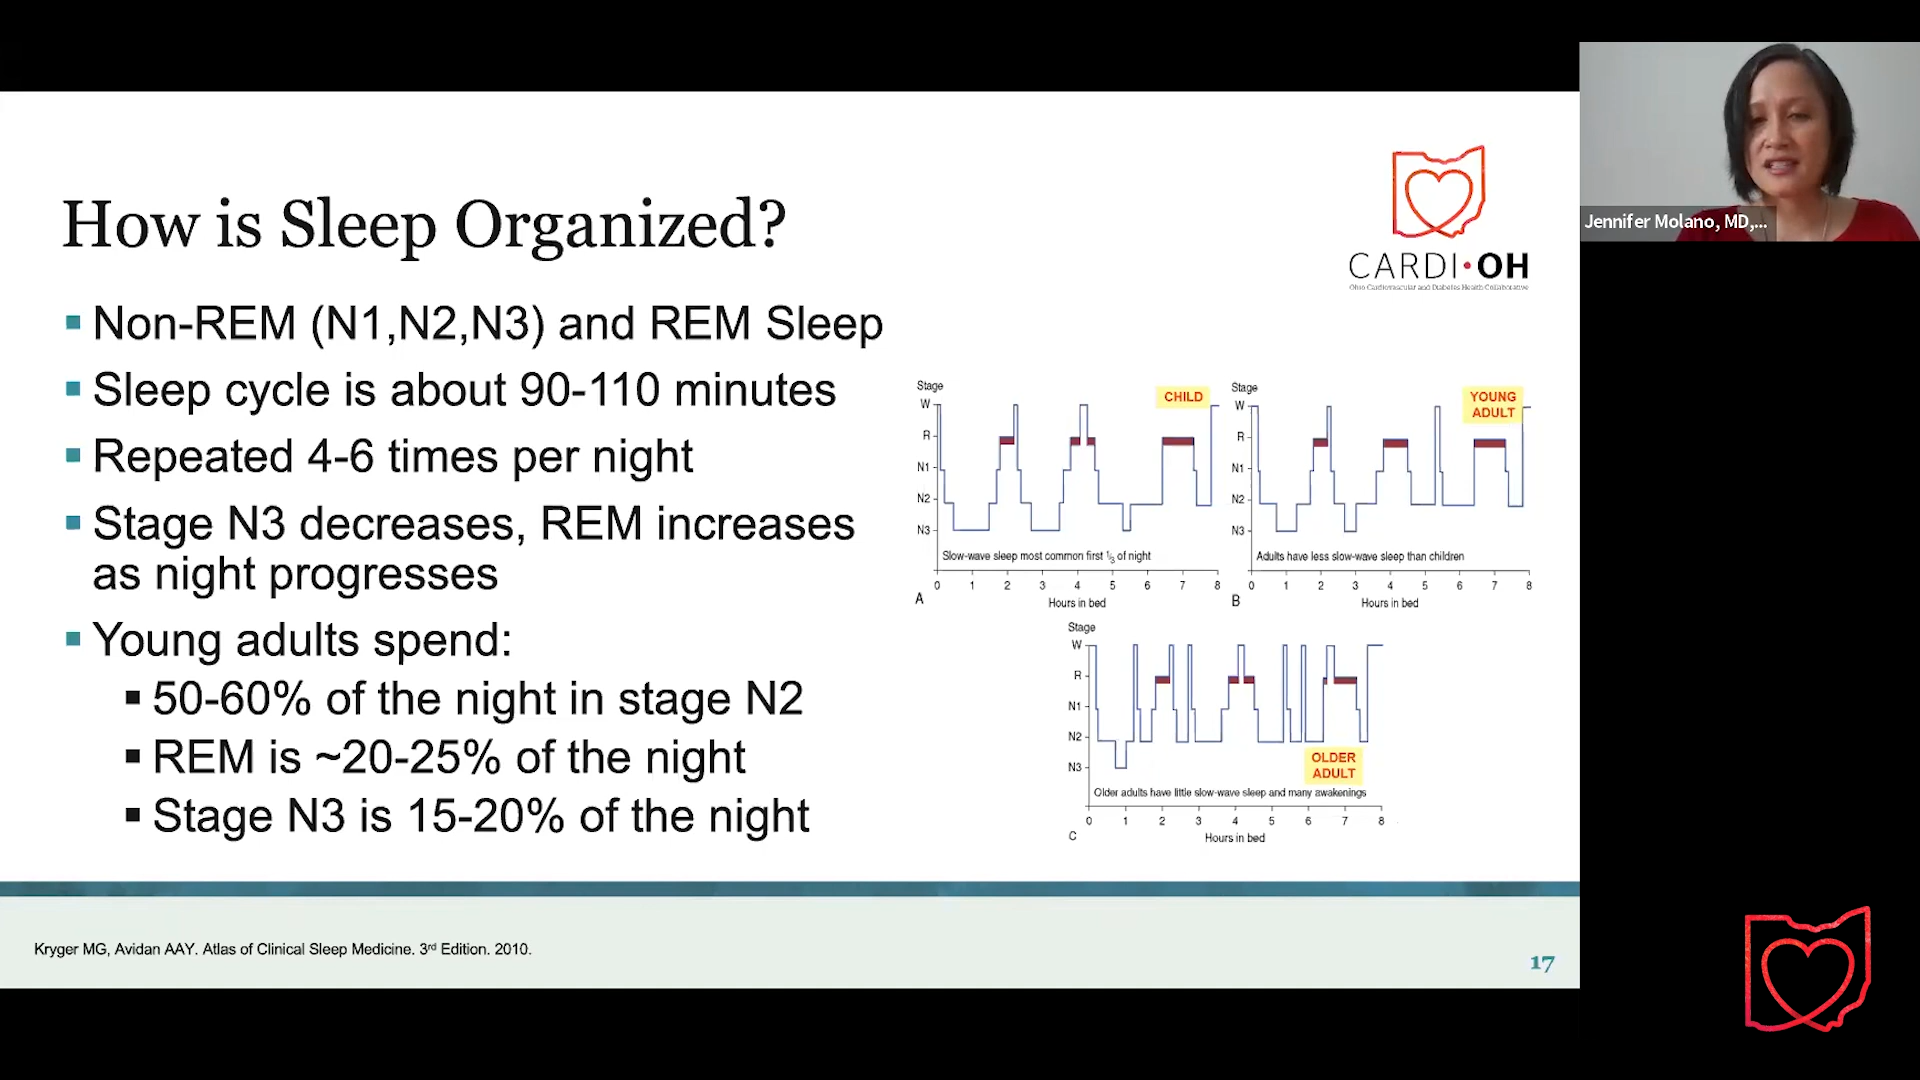 How is Sleep Organized?
CARDI•OH
Ohio Cardiovascular and Diabetes Health Collaborative
Jennifer Molano, MD,...
▪ Non-REM (N1,N2,N3) and REM Sleep
▪ Sleep cycle is about 90-110 minutes
▪ Repeated 4-6 times per night
▪ Stage N3 decreases, REM increases
as night progresses
▪ Young adults spend:
▪ 50-60% of the night in stage N2
▪ REM is ~20-25% of the night
▪ Stage N3 is 15-20% of the night
Stage
CHILD
W
R
N1
N2
N3
Slow-wave sleep most common first ⅓ of night
0 1 2 3 4 5 6 7 8
A
Hours in bed
Stage
YOUNG
ADULT
W
R
N1
N2
N3
Adults have less slow-wave sleep than children
0 1 2 3 4 5 6 7 8
B
Hours in bed
Stage
W
R
N1
N2
N3
OLDER
ADULT
Older adults have little slow-wave sleep and many awakenings
0 1 2 3 4 5 6 7 8
C
Hours in bed
Kryger MG, Avidan AAY. Atlas of Clinical Sleep Medicine. 3rd Edition. 2010.
17